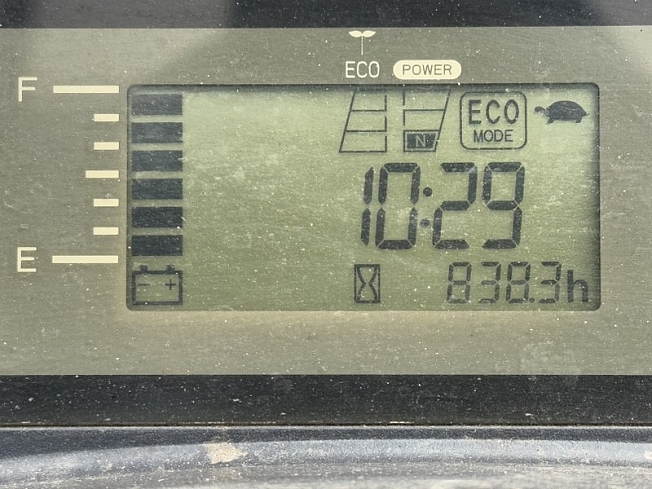 ECO POWER
F
N ECO
MODE
10:29
E
- +
838.3h